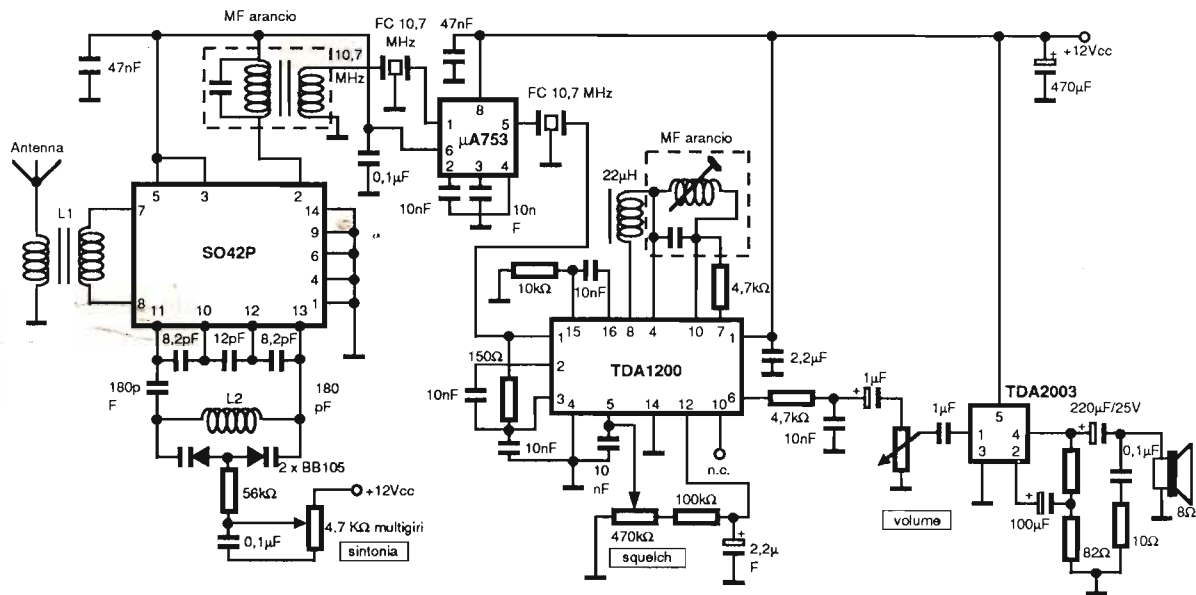 MF arancio
FC 10,7
MHz
47nF
+12Vcc
470µF
47nF
10,7
MHz
FC 10,7 MHz
8
1
5
µA753
6
2 3 4
Antenna
0,1µF
MF arancio
22µH
10nF
10n
F
5 3 2
7
14
9
6
4
1
L1
SO42P
8
11 10 12 13
10kΩ
10nF
4,7kΩ
15 16 8 4 10 7
8,2pF
12pF
8,2pF
1
1
150Ω
2
TDA1200
2,2µF
180p
F
180
pF
L2
10nF
3
6
4 5 14 12 10
1µF
4,7kΩ
10nF
1µF
TDA2003
5
1 4
3 2
220µF/25V
0,1µF
8Ω
10nF
10
nF
n.c.
2 x BB105
56kΩ
+12Vcc
4.7 KΩ multigiri
0,1µF
sintonia
100kΩ
470kΩ
squelch
2,2µ
F
volume
100µF
82Ω
10Ω